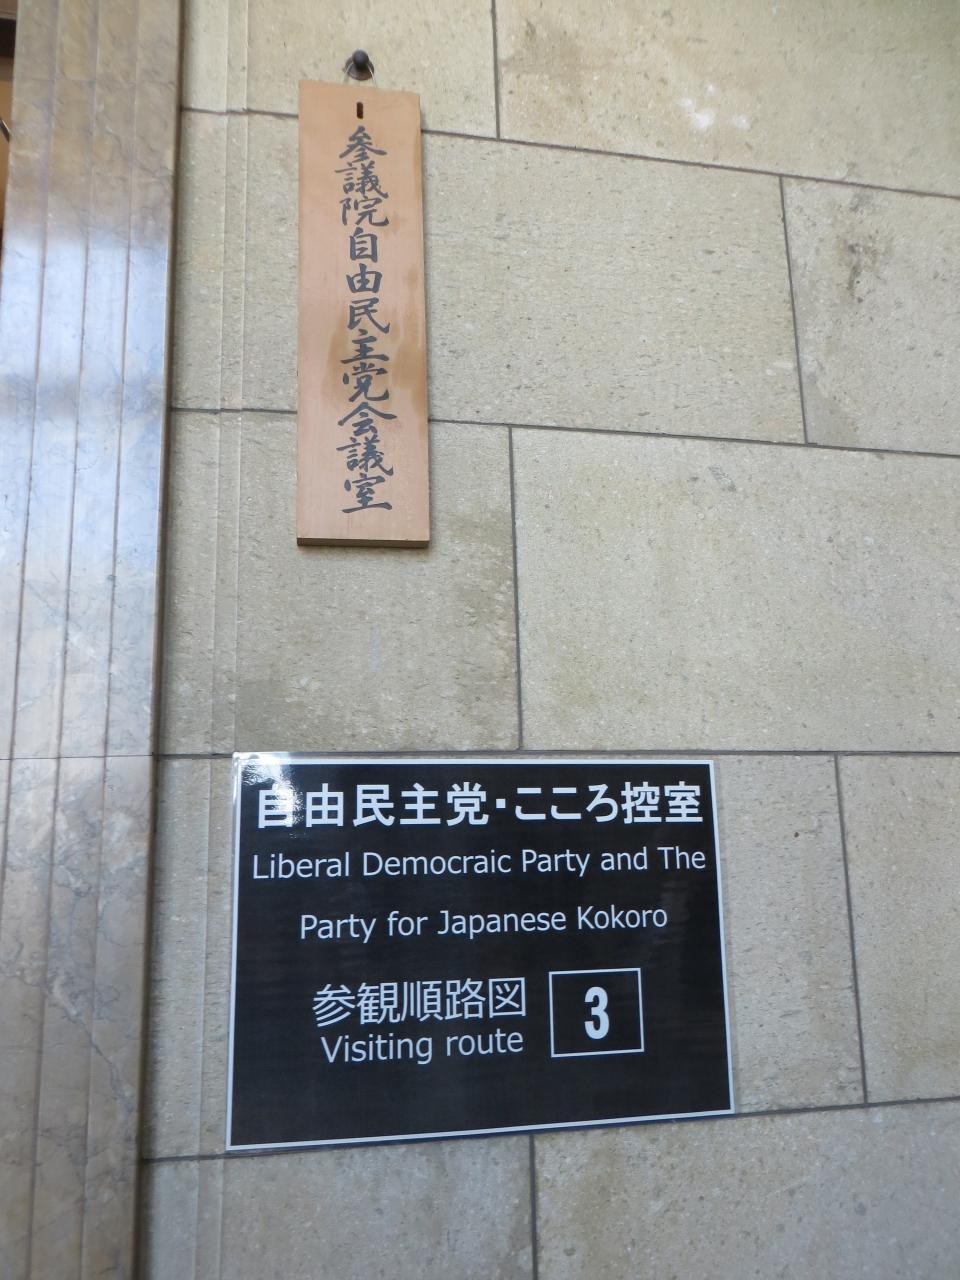 参議院自由民主党会議室
自由民主党・こころ控室
Liberal Democraic Party and The
Party for Japanese Kokoro
参観順路図 3
Visiting route